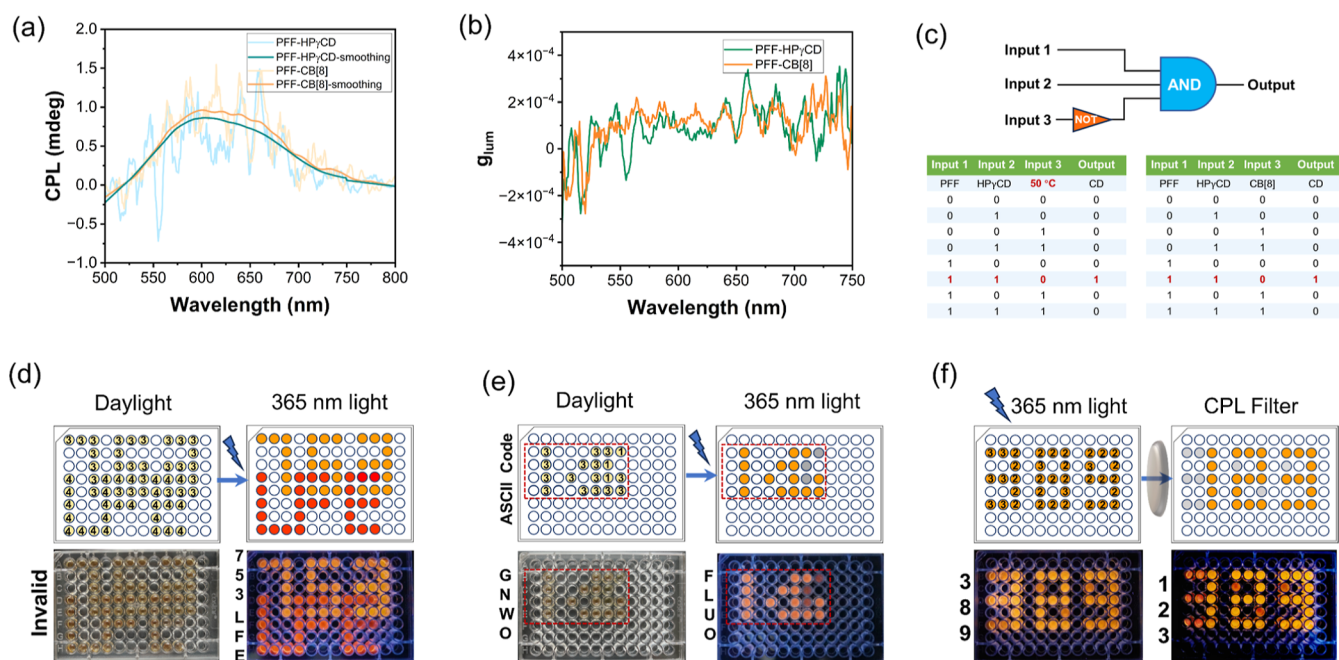 (a)
PFF-HPγCD
PFF-HPγCD-smoothing
PFF-CB[8]
PFF-CB[8]-smoothing
CPL (mdeg)
2.0
1.5
1.0
0.5
0.0
0.5
−1.0
500 550 600 650 700 750 800
Wavelength (nm)
(b)
PFF-HPγCD
PFF-CB[8]
g_lum
4×10⁻⁴
2×10⁻⁴
0
−2×10⁻⁴
−4×10⁻⁴
500 550 600 650 700 750
Wavelength (nm)
(c)
Input 1
Input 2
Input 3
NOT
AND
Output
Input 1 Input 2 Input 3 Output
PFF HPγCD 50 °C CD
0 0 0 0
0 1 0 0
0 0 1 0
0 1 1 0
1 0 0 0
1 1 0 1
1 0 1 0
1 1 1 0
Input 1 Input 2 Input 3 Output
PFF HPγCD CB[8] CD
0 0 0 0
0 1 0 0
0 0 1 0
0 1 1 0
1 0 0 0
1 1 0 1
1 0 1 0
1 1 1 0
(d)
Daylight
365 nm light
Invalid
7
5
3
L
F
E
(e)
Daylight
365 nm light
ASCII Code
G
N
W
O
F
L
U
O
(f)
365 nm light
CPL Filter
3
8
9
1
2
3